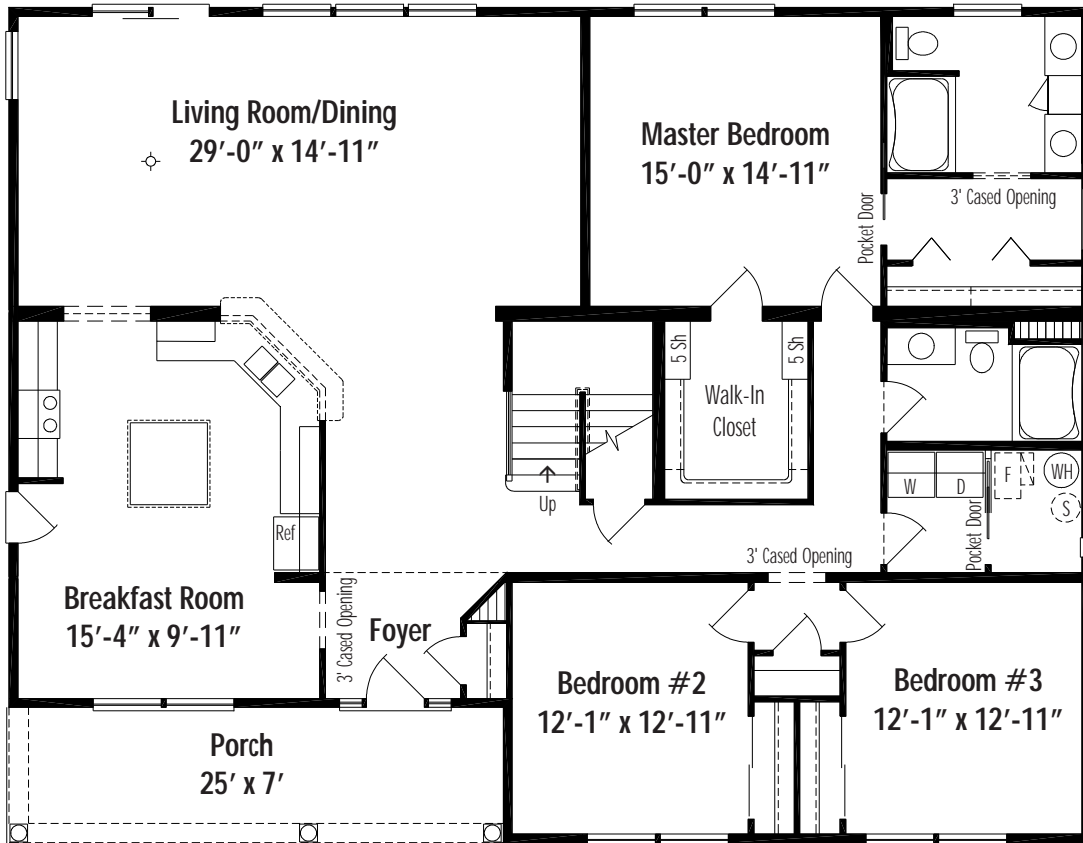 Living Room/Dining
29'-0" x 14'-11"
Master Bedroom
15'-0" x 14'-11"
3' Cased Opening
Pocket Door
5 Sh
5 Sh
Walk-In
Closet
Up
W
D
F
WH
S
Pocket Door
Ref
3' Cased Opening
Breakfast Room
15'-4" x 9'-11"
3' Cased Opening
Foyer
Bedroom #2
12'-1" x 12'-11"
Bedroom #3
12'-1" x 12'-11"
Porch
25' x 7'